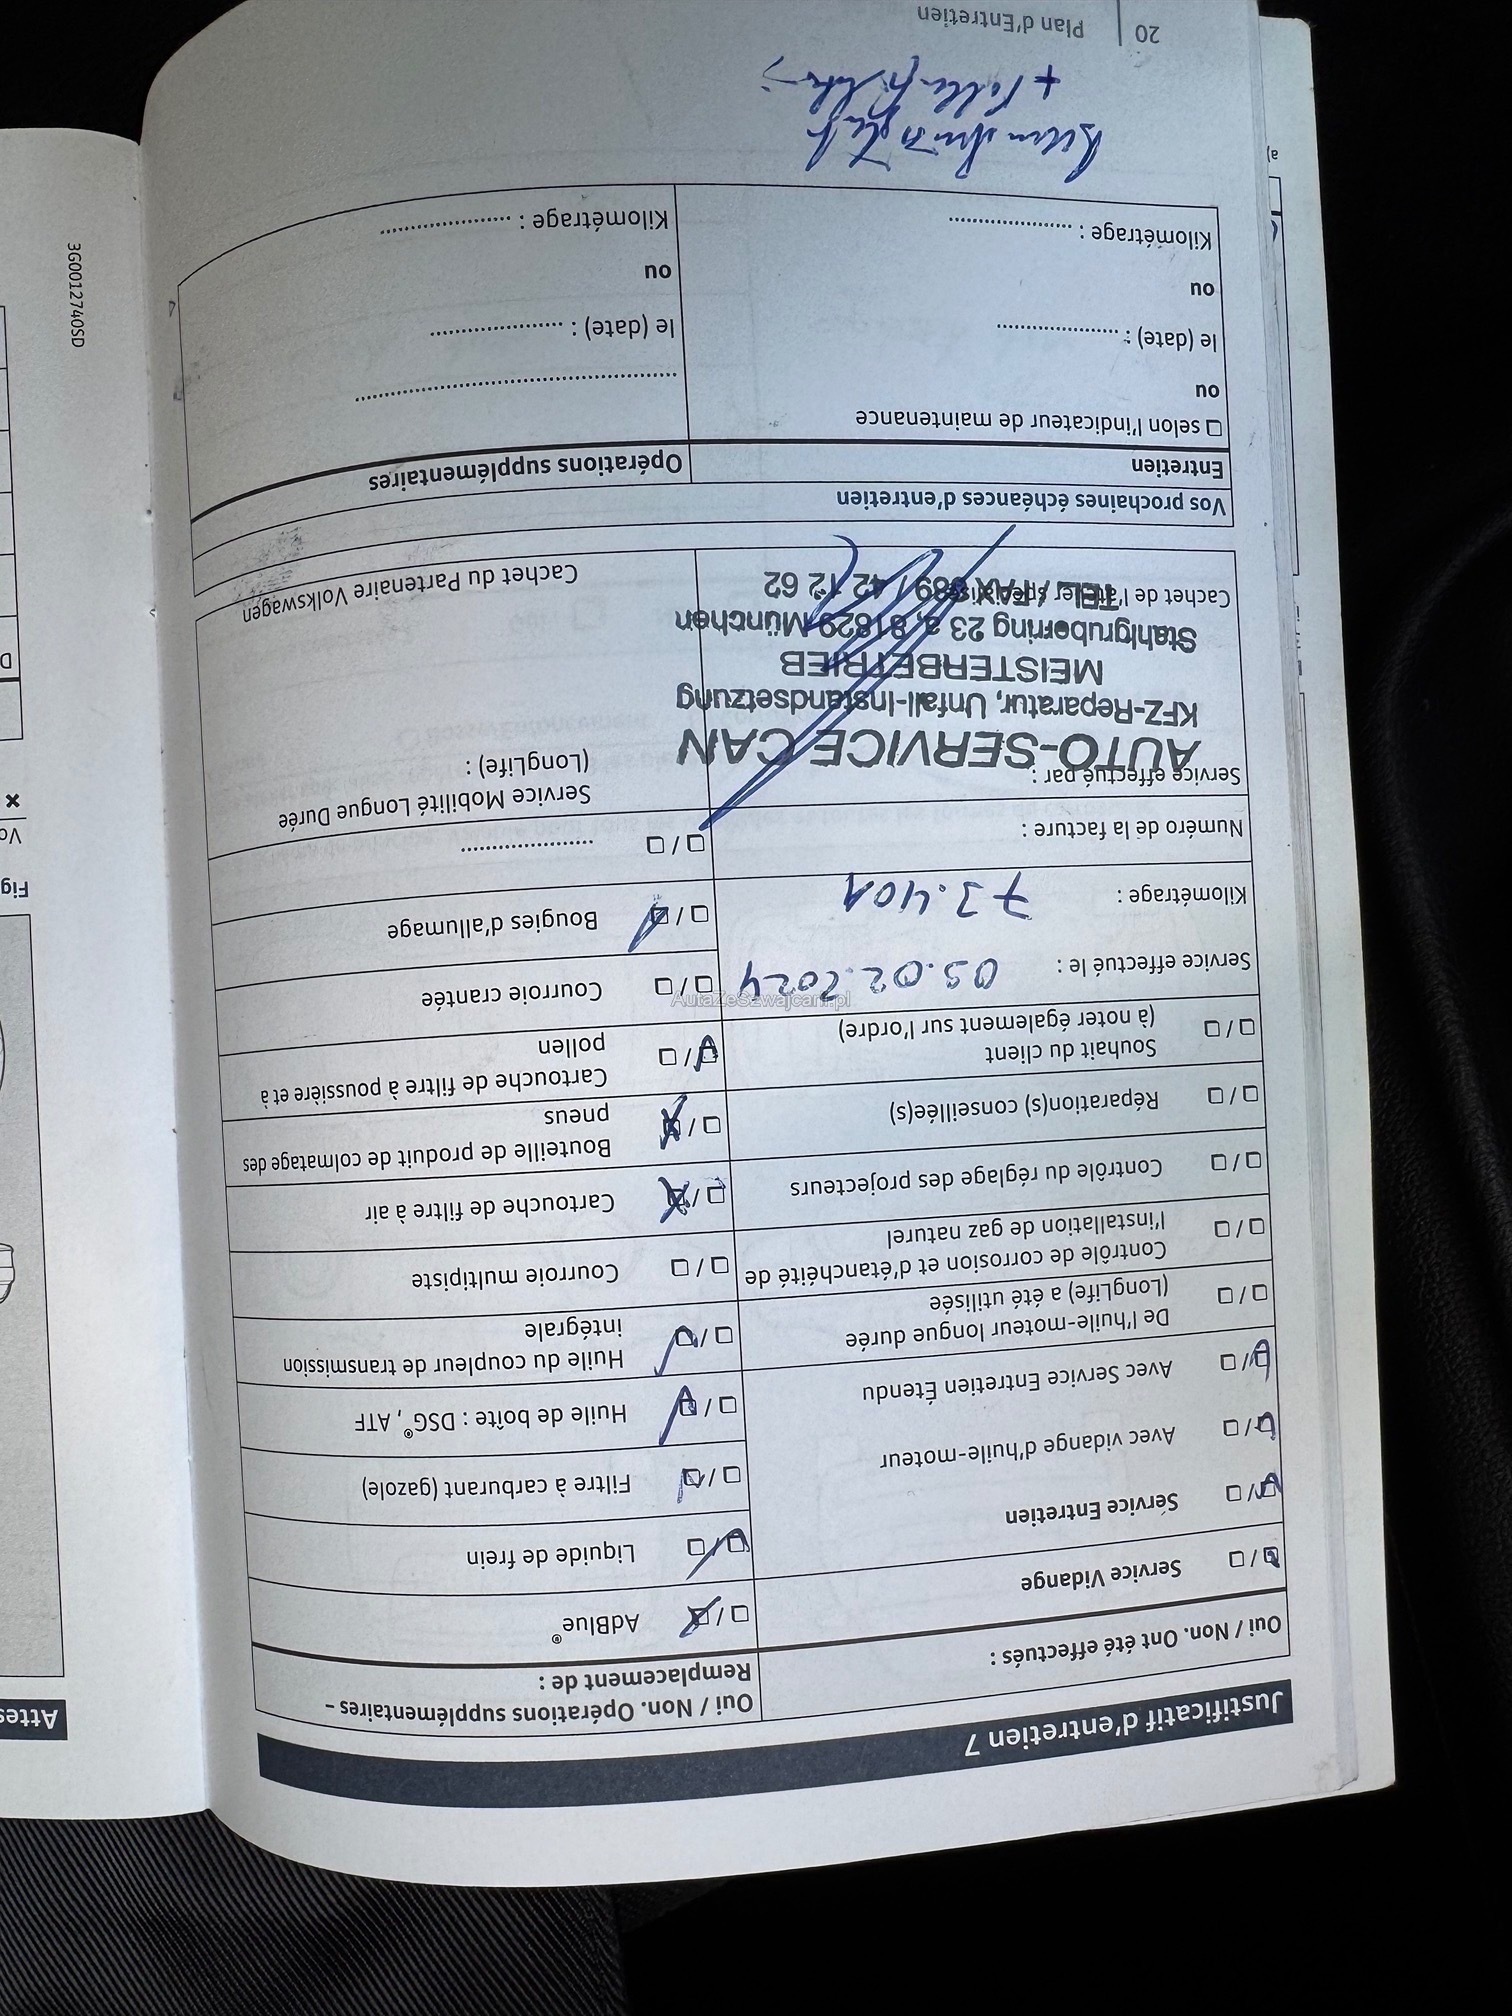 Justificatif d'entretien 7
Oui / Non. Ont été effectués :
Service Vidange
Service Entretien
Avec vidange d'huile-moteur
Avec Service Entretien Étendu
De l'huile-moteur longue durée
(LongLife) a été utilisée
Contrôle de corrosion et d'étanchéité de
l'installation de gaz naturel
Contrôle du réglage des projecteurs
Réparation(s) conseillée(s)
Souhait du client
(à noter également sur l'ordre)
Service effectué le : 09.02.2024
Kilométrage : 73.401
Numéro de la facture :
Service effectué par :
AUTO-SERVICE CAN
KFZ-Reparatur, Unfall-Instandsetzung
MEISTERBETRIEB
Stahlgruberring 23 a, 81829 München
Cachet de l'atelier spécialisé
TEL. / FAX 089 / 42 12 62
Oui / Non. Opérations supplémentaires –
Remplacement de :
AdBlue®
Liquide de frein
Filtre à carburant (gazole)
Huile de boîte : DSG®, ATF
Huile du coupleur de transmission
intégrale
Courroie multipiste
Cartouche de filtre à air
Bouteille de produit de colmatage des
pneus
Cartouche de filtre à poussière et à
pollen
Courroie crantée
Bougies d'allumage
....................
Service Mobilité Longue Durée
(LongLife) :
Cachet du Partenaire Volkswagen
Vos prochaines échéances d'entretien
Entretien
selon l'indicateur de maintenance
ou
le (date) : ....................
ou
Kilométrage : ....................
Opérations supplémentaires
..................................................
le (date) : ....................
ou
Kilométrage : ....................
20 | Plan d'Entretien
Attes
Fig
3G0012740SD
a)
AutaZeSzwajcarii.pl